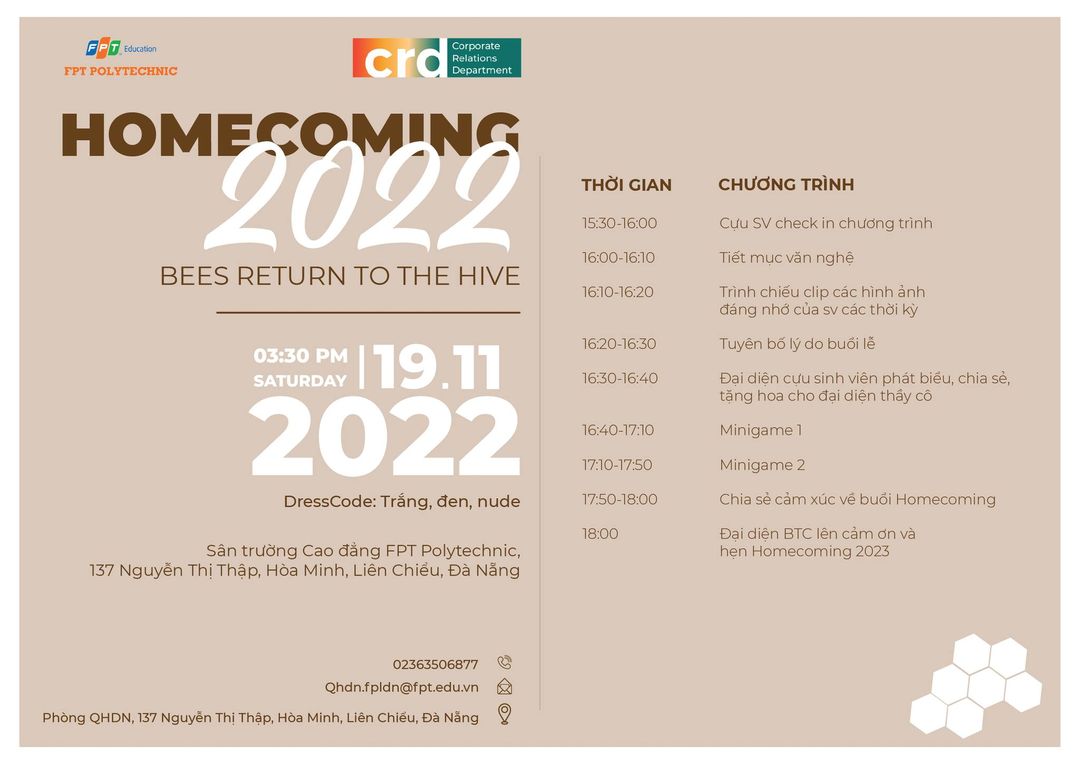 FPT Education
FPT POLYTECHNIC
crd
Corporate
Relations
Department
HOMECOMING
2022
BEES RETURN TO THE HIVE
03:30 PM
SATURDAY
19.11
2022
DressCode: Trắng, đen, nude
Sân trường Cao đẳng FPT Polytechnic,
137 Nguyễn Thị Thập, Hòa Minh, Liên Chiểu, Đà Nẵng
02363506877
Qhdn.fpldn@fpt.edu.vn
Phòng QHDN, 137 Nguyễn Thị Thập, Hòa Minh, Liên Chiểu, Đà Nẵng
THỜI GIAN CHƯƠNG TRÌNH
15:30-16:00 Cựu SV check in chương trình
16:00-16:10 Tiết mục văn nghệ
16:10-16:20 Trình chiếu clip các hình ảnh
đáng nhớ của sv các thời kỳ
16:20-16:30 Tuyên bố lý do buổi lễ
16:30-16:40 Đại diện cựu sinh viên phát biểu, chia sẻ,
tặng hoa cho đại diện thầy cô
16:40-17:10 Minigame 1
17:10-17:50 Minigame 2
17:50-18:00 Chia sẻ cảm xúc về buổi Homecoming
18:00 Đại diện BTC lên cảm ơn và
hẹn Homecoming 2023